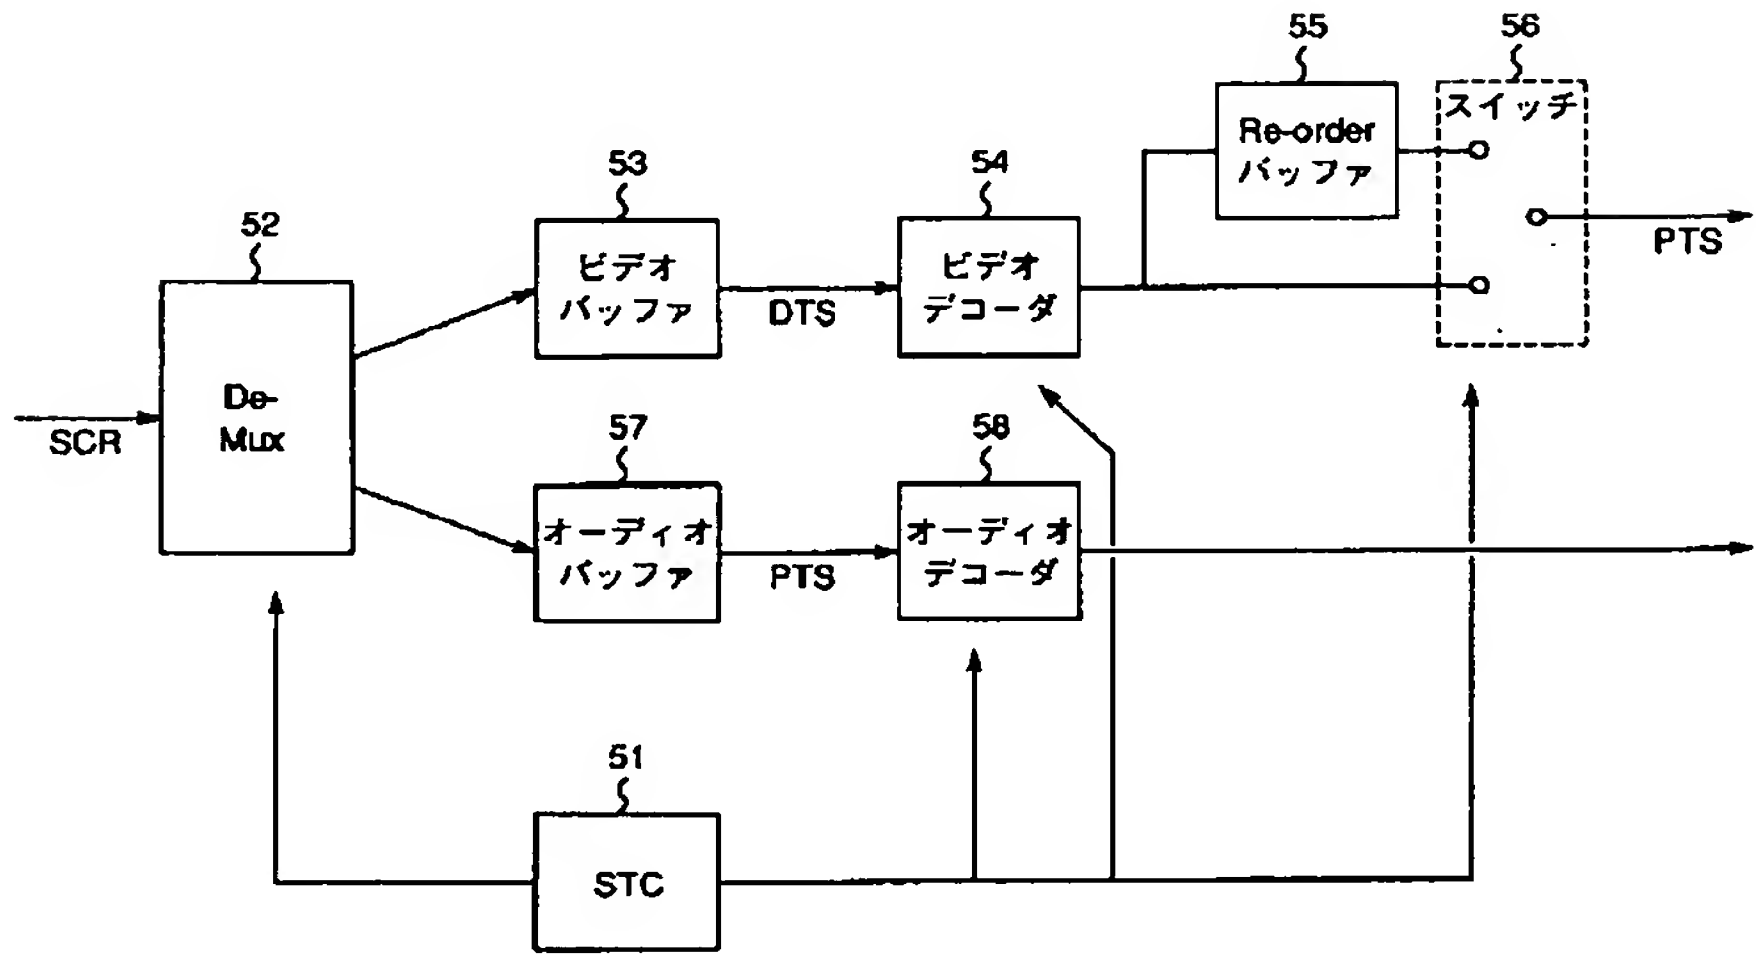 55
56
スイッチ
Re-order
バッファ
53
54
52
ビデオ
バッファ
DTS
ビデオ
デコーダ
PTS
De-
Mux
SCR
57
58
オーディオ
バッファ
PTS
オーディオ
デコーダ
51
STC